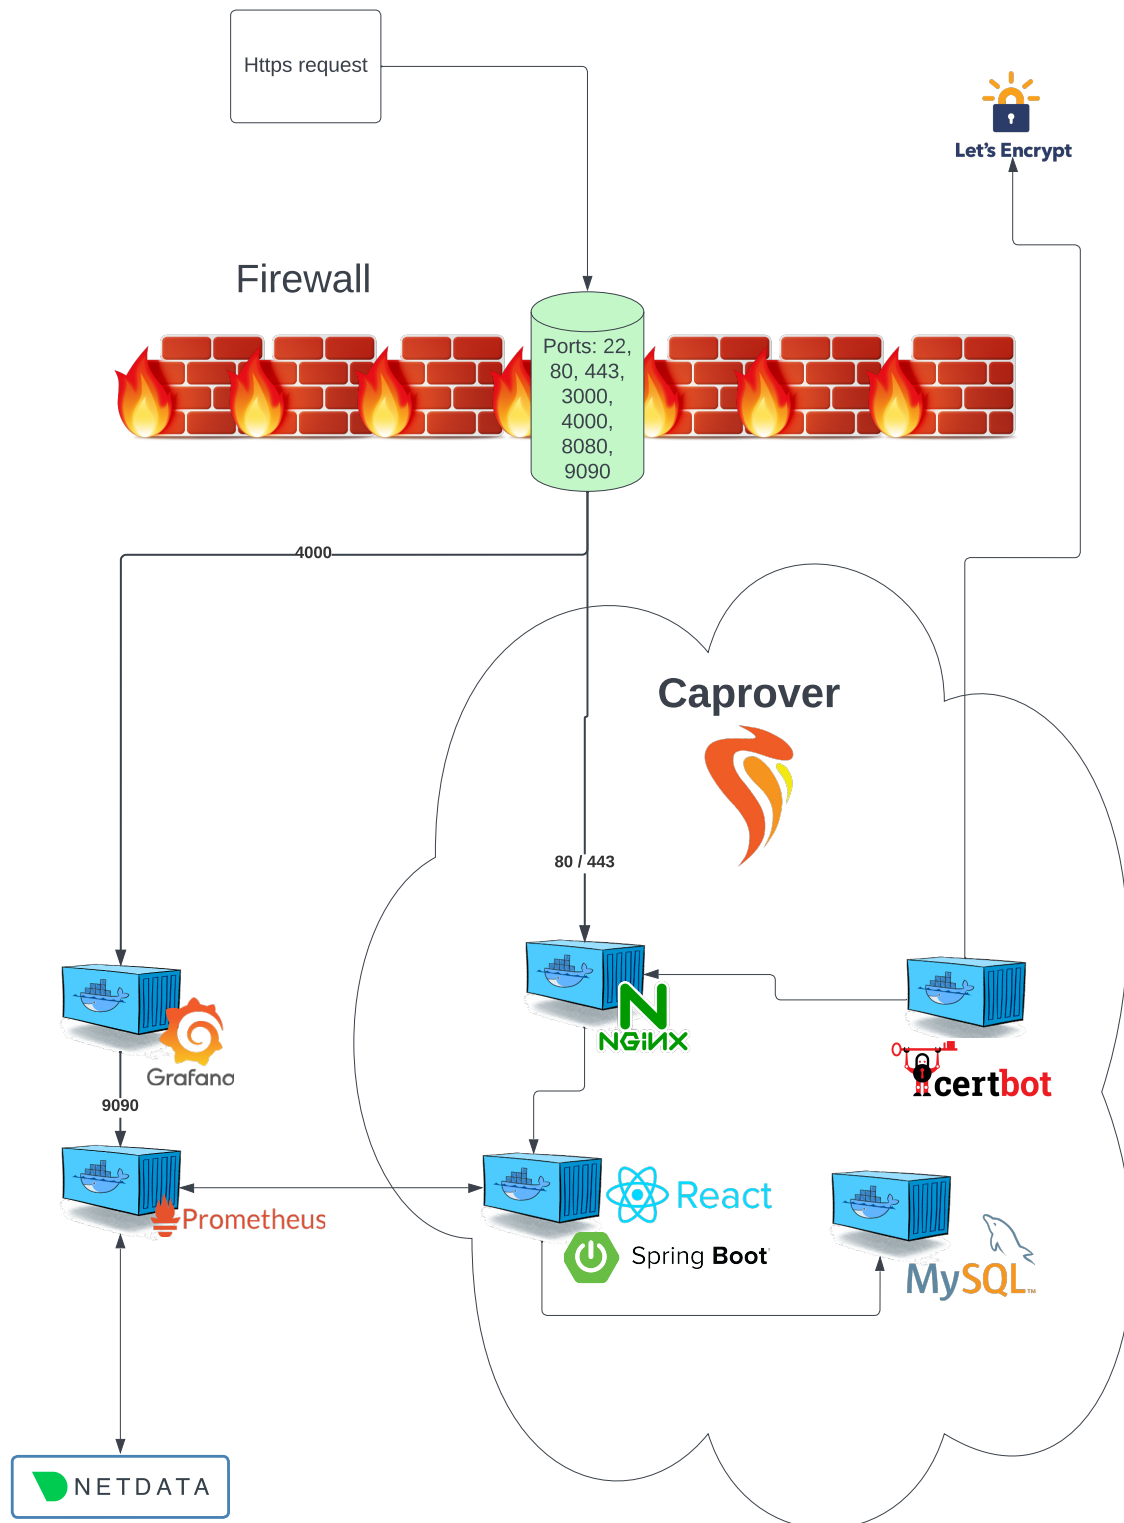 Https request
Let's Encrypt
Firewall
Ports: 22,
80, 443,
3000,
4000,
8080,
9090
4000
Caprover
80 / 443
NGiNX
Grafana
certbot
9090
React
Prometheus
Spring Boot
MySQL™
NETDATA